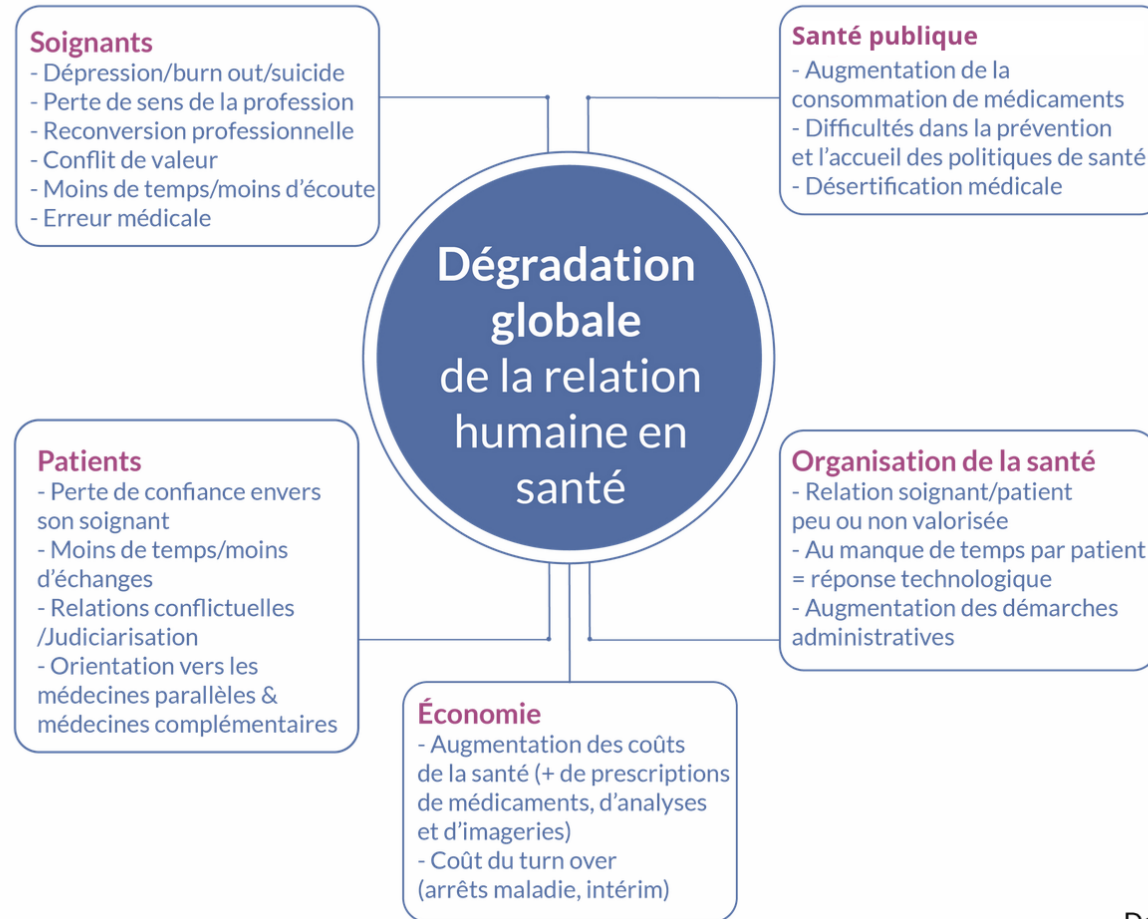 Soignants
- Dépression/burn out/suicide
- Perte de sens de la profession
- Reconversion professionnelle
- Conflit de valeur
- Moins de temps/moins d'écoute
- Erreur médicale
Santé publique
- Augmentation de la
consommation de médicaments
- Difficultés dans la prévention
et l'accueil des politiques de santé
- Désertification médicale
Dégradation
globale
de la relation
humaine en
santé
Patients
- Perte de confiance envers
son soignant
- Moins de temps/moins
d'échanges
- Relations conflictuelles
/Judiciarisation
- Orientation vers les
médecines parallèles &
médecines complémentaires
Organisation de la santé
- Relation soignant/patient
peu ou non valorisée
- Au manque de temps par patient
= réponse technologique
- Augmentation des démarches
administratives
Économie
- Augmentation des coûts
de la santé (+ de prescriptions
de médicaments, d'analyses
et d'imageries)
- Coût du turn over
(arrêts maladie, intérim)